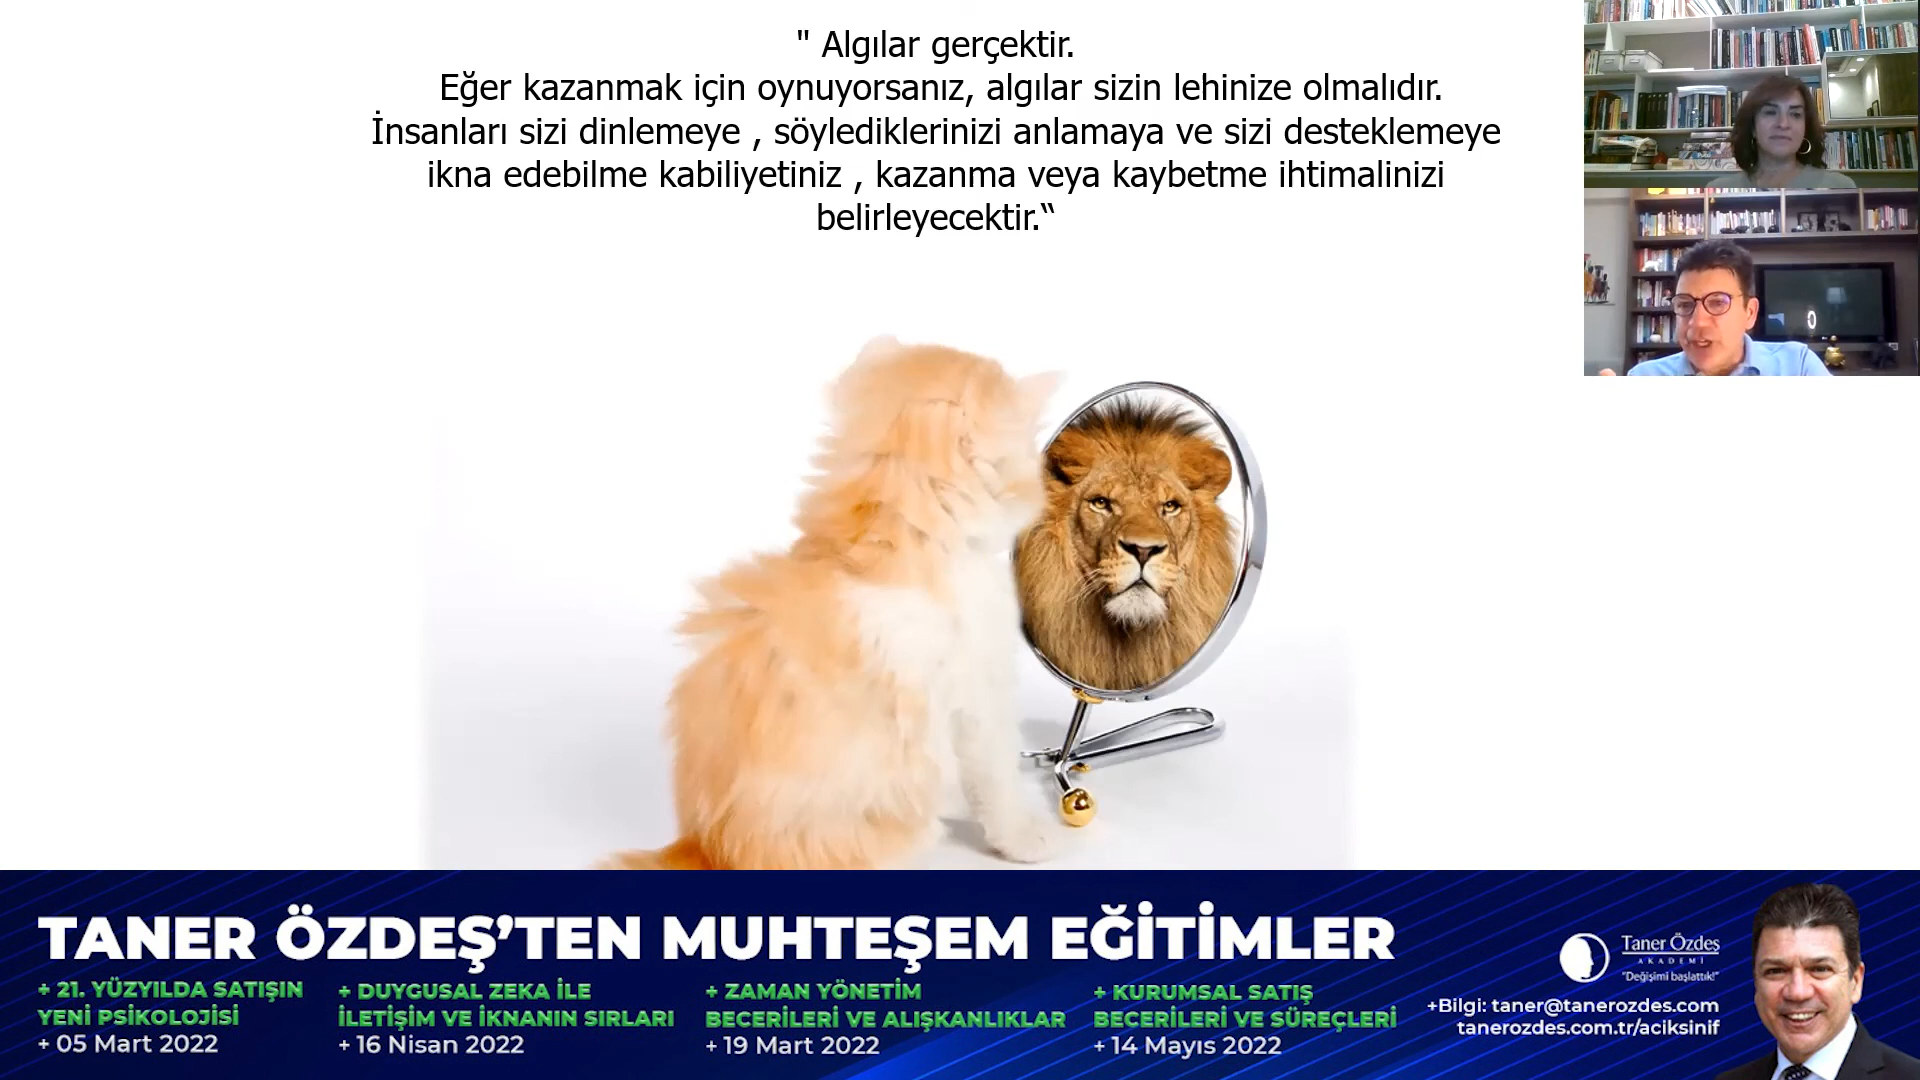 " Algılar gerçektir.
Eğer kazanmak için oynuyorsanız, algılar sizin lehinize olmalıdır.
İnsanları sizi dinlemeye , söylediklerinizi anlamaya ve sizi desteklemeye
ikna edebilme kabiliyetiniz , kazanma veya kaybetme ihtimalinizi
belirleyecektir.“
TANER ÖZDEŞ’TEN MUHTEŞEM EĞİTİMLER
+ 21. YÜZYILDA SATIŞIN
YENİ PSİKOLOJİSİ
+ 05 Mart 2022
+ DUYGUSAL ZEKA İLE
İLETİŞİM VE İKNANIN SIRLARI
+ 16 Nisan 2022
+ ZAMAN YÖNETİM
BECERİLERİ VE ALIŞKANLIKLAR
+ 19 Mart 2022
+ KURUMSAL SATIŞ
BECERİLERİ VE SÜREÇLERİ
+ 14 Mayıs 2022
Taner Özdeş
AKADEMİ
"Değişimi başlattık!"
+Bilgi: taner@tanerozdes.com
tanerozdes.com.tr/aciksinif